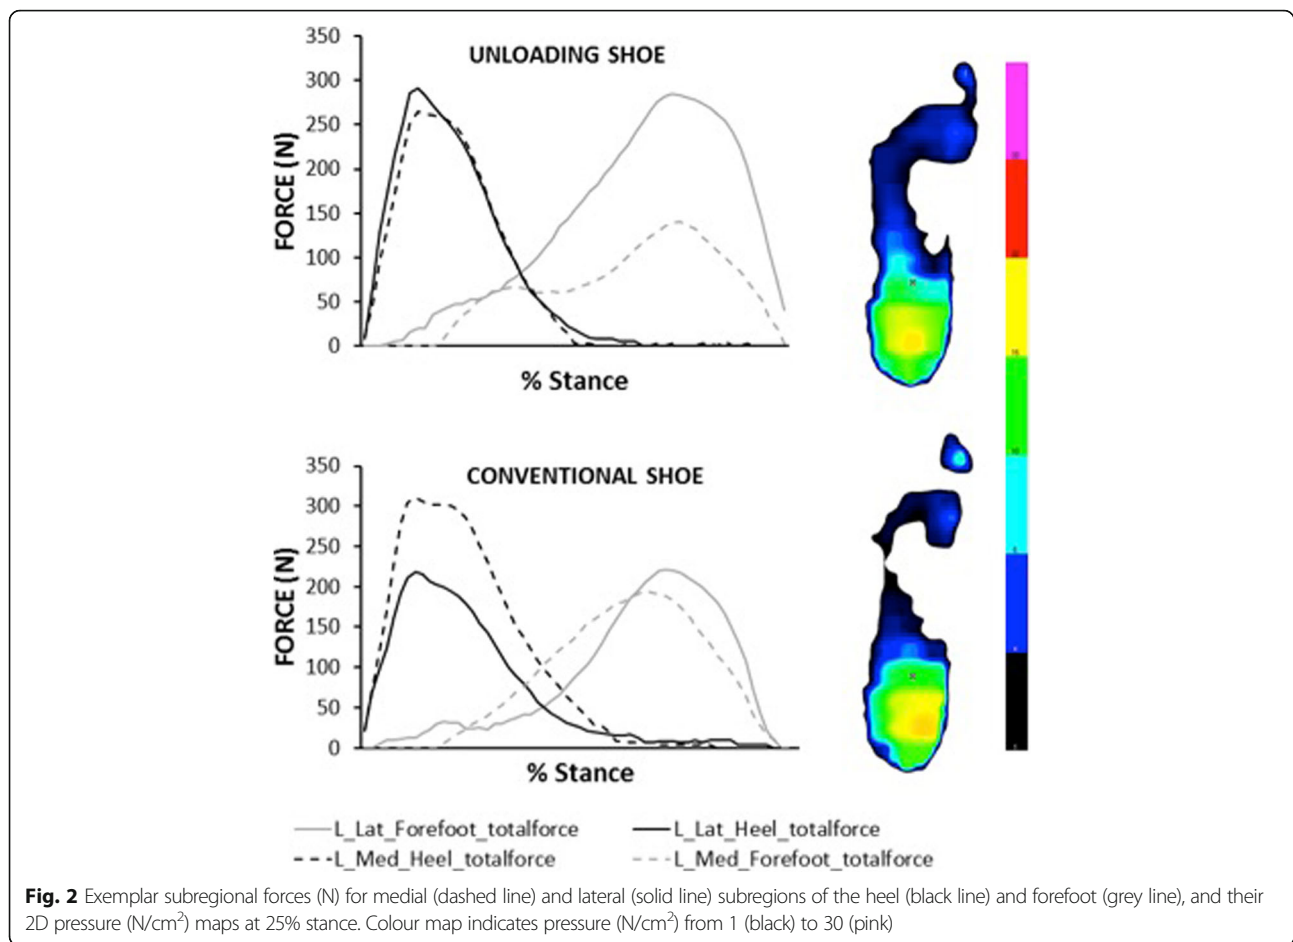 UNLOADING SHOE
350
300
250
200
150
100
50
0
FORCE (N)
% Stance
CONVENTIONAL SHOE
350
300
250
200
150
100
50
0
FORCE (N)
% Stance
L_Lat_Forefoot_totalforce
L_Lat_Heel_totalforce
L_Med_Heel_totalforce
L_Med_Forefoot_totalforce
Fig. 2 Exemplar subregional forces (N) for medial (dashed line) and lateral (solid line) subregions of the heel (black line) and forefoot (grey line), and their
2D pressure (N/cm²) maps at 25% stance. Colour map indicates pressure (N/cm²) from 1 (black) to 30 (pink)